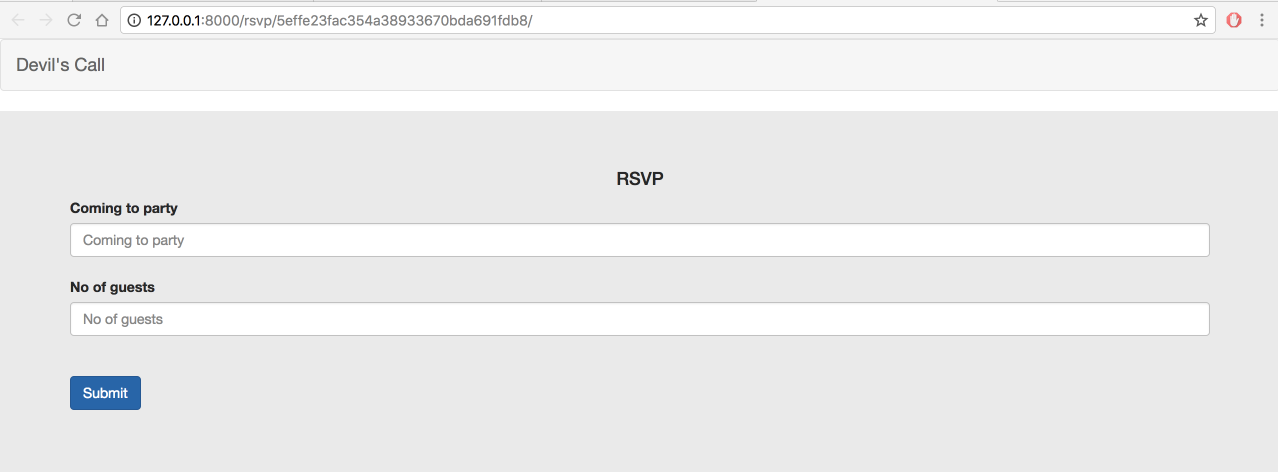 127.0.0.1:8000/rsvp/5effe23fac354a38933670bda691fdb8/
Devil's Call
RSVP
Coming to party
Coming to party
No of guests
No of guests
Submit